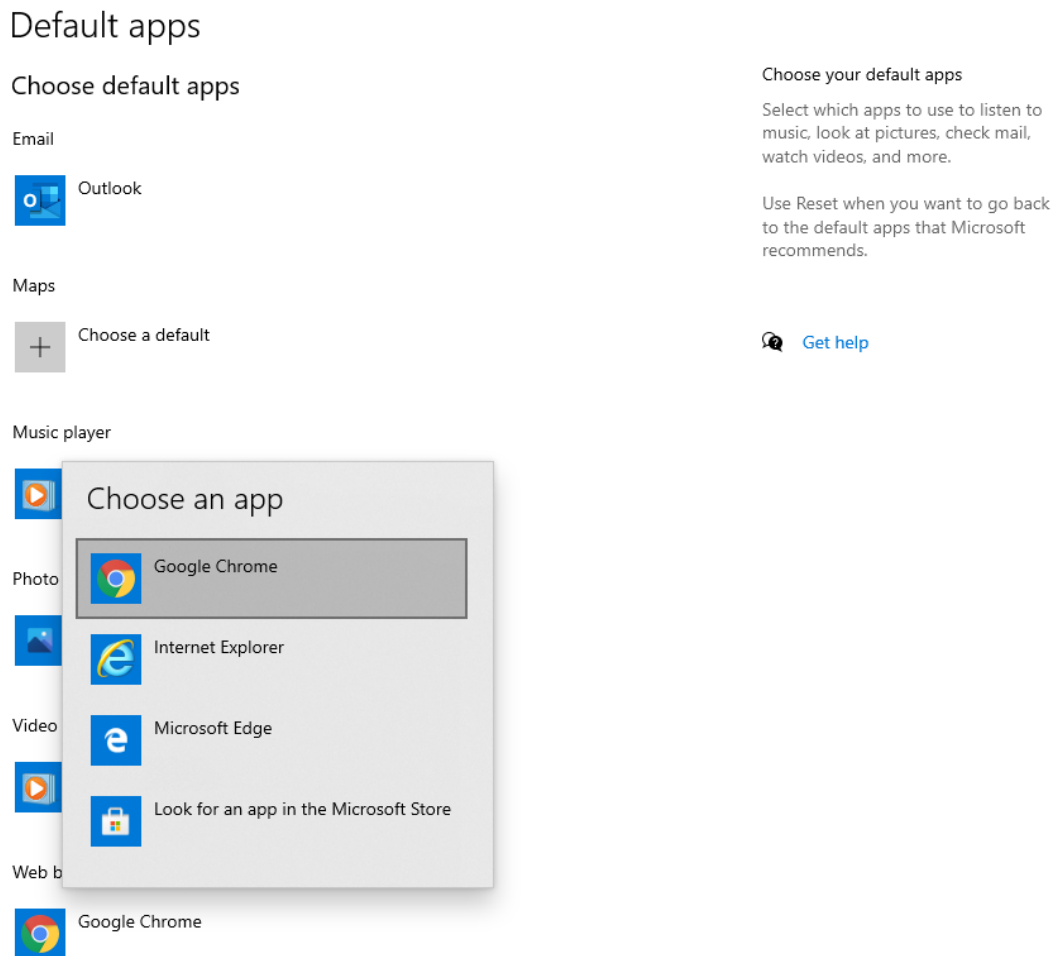 Default apps
Choose default apps
Email
Outlook
Maps
Choose a default
Music player
Choose an app
Google Chrome
Photo
Internet Explorer
Video
Microsoft Edge
Look for an app in the Microsoft Store
Web b
Google Chrome
Choose your default apps
Select which apps to use to listen to
music, look at pictures, check mail,
watch videos, and more.
Use Reset when you want to go back
to the default apps that Microsoft
recommends.
Get help